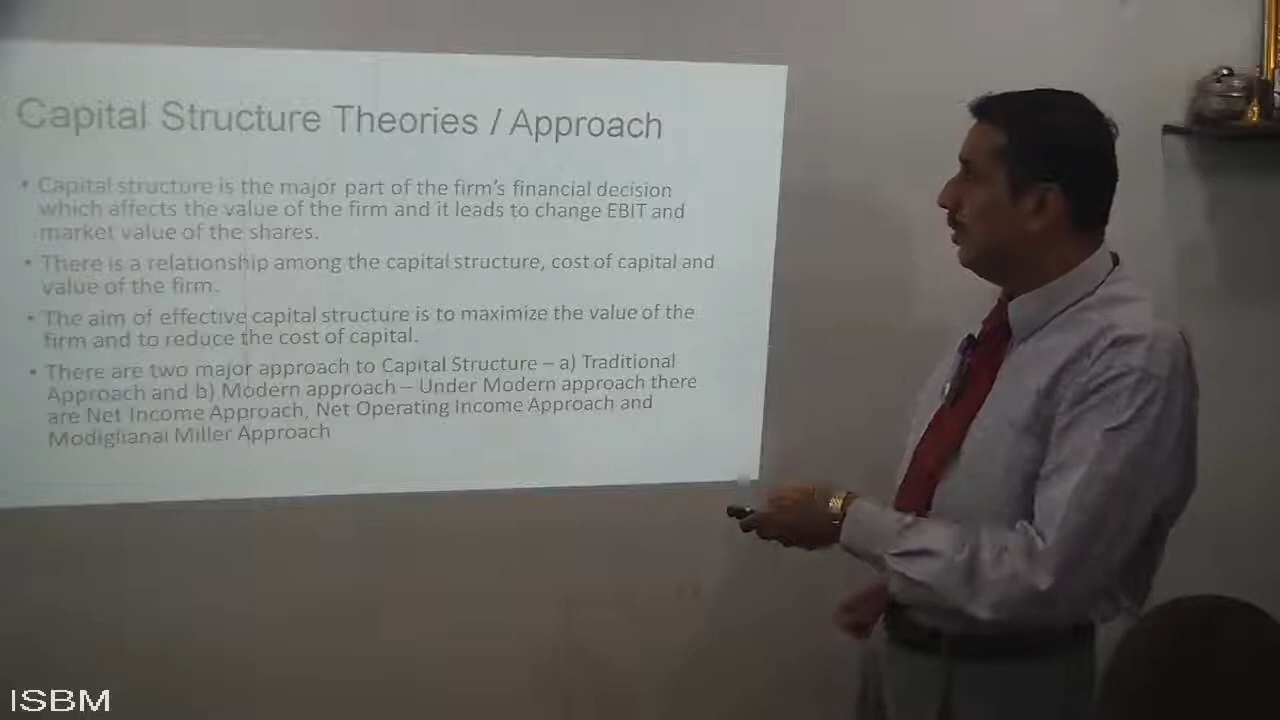 Capital Structure Theories / Approach
• Capital structure is the major part of the firm's financial decision
which affects the value of the firm and it leads to change EBIT and
market value of the shares.
• There is a relationship among the capital structure, cost of capital and
value of the firm.
• The aim of effective capital structure is to maximize the value of the
firm and to reduce the cost of capital.
• There are two major approach to Capital Structure – a) Traditional
Approach and b) Modern approach – Under Modern approach there
are Net Income Approach, Net Operating Income Approach and
Modiglianai Miller Approach
ISBM